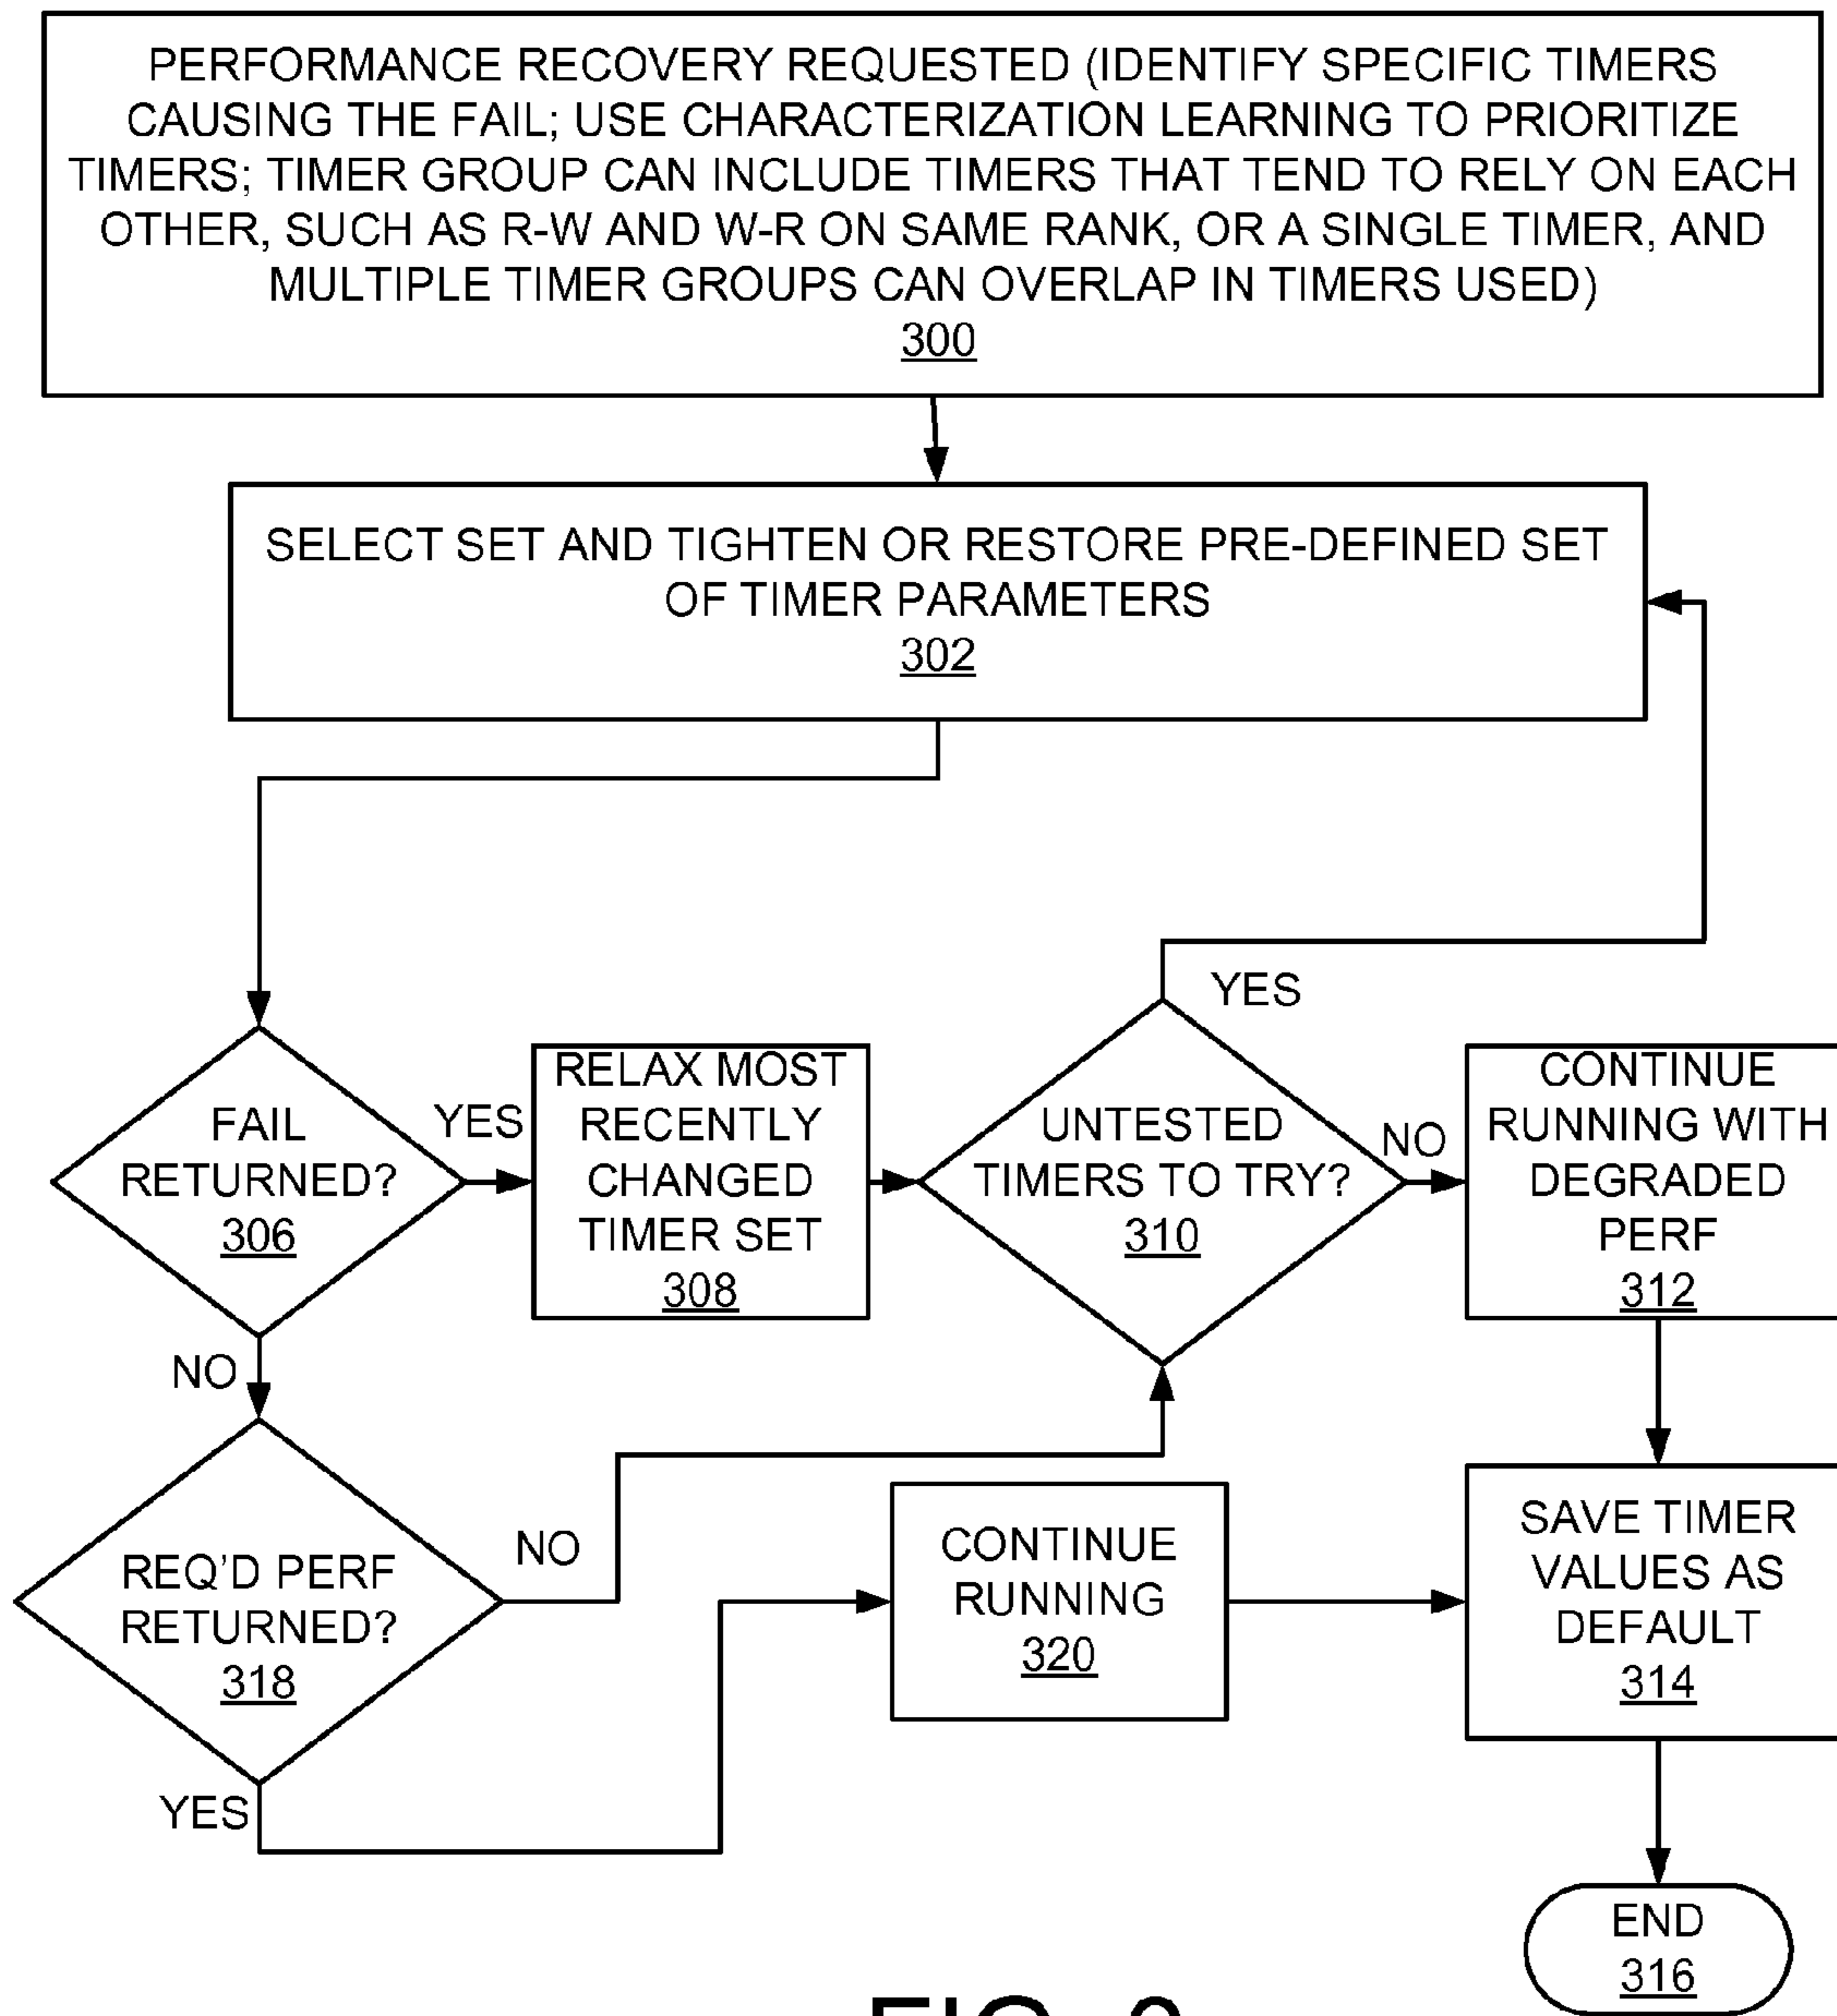 PERFORMANCE RECOVERY REQUESTED (IDENTIFY SPECIFIC TIMERS
CAUSING THE FAIL; USE CHARACTERIZATION LEARNING TO PRIORITIZE
TIMERS; TIMER GROUP CAN INCLUDE TIMERS THAT TEND TO RELY ON EACH
OTHER, SUCH AS R-W AND W-R ON SAME RANK, OR A SINGLE TIMER, AND
MULTIPLE TIMER GROUPS CAN OVERLAP IN TIMERS USED)
300
SELECT SET AND TIGHTEN OR RESTORE PRE-DEFINED SET
OF TIMER PARAMETERS
302
FAIL
RETURNED?
306
YES
NO
RELAX MOST
RECENTLY
CHANGED
TIMER SET
308
UNTESTED
TIMERS TO TRY?
310
YES
NO
CONTINUE
RUNNING WITH
DEGRADED
PERF
312
REQ'D PERF
RETURNED?
318
NO
YES
CONTINUE
RUNNING
320
SAVE TIMER
VALUES AS
DEFAULT
314
END
316
FIG.